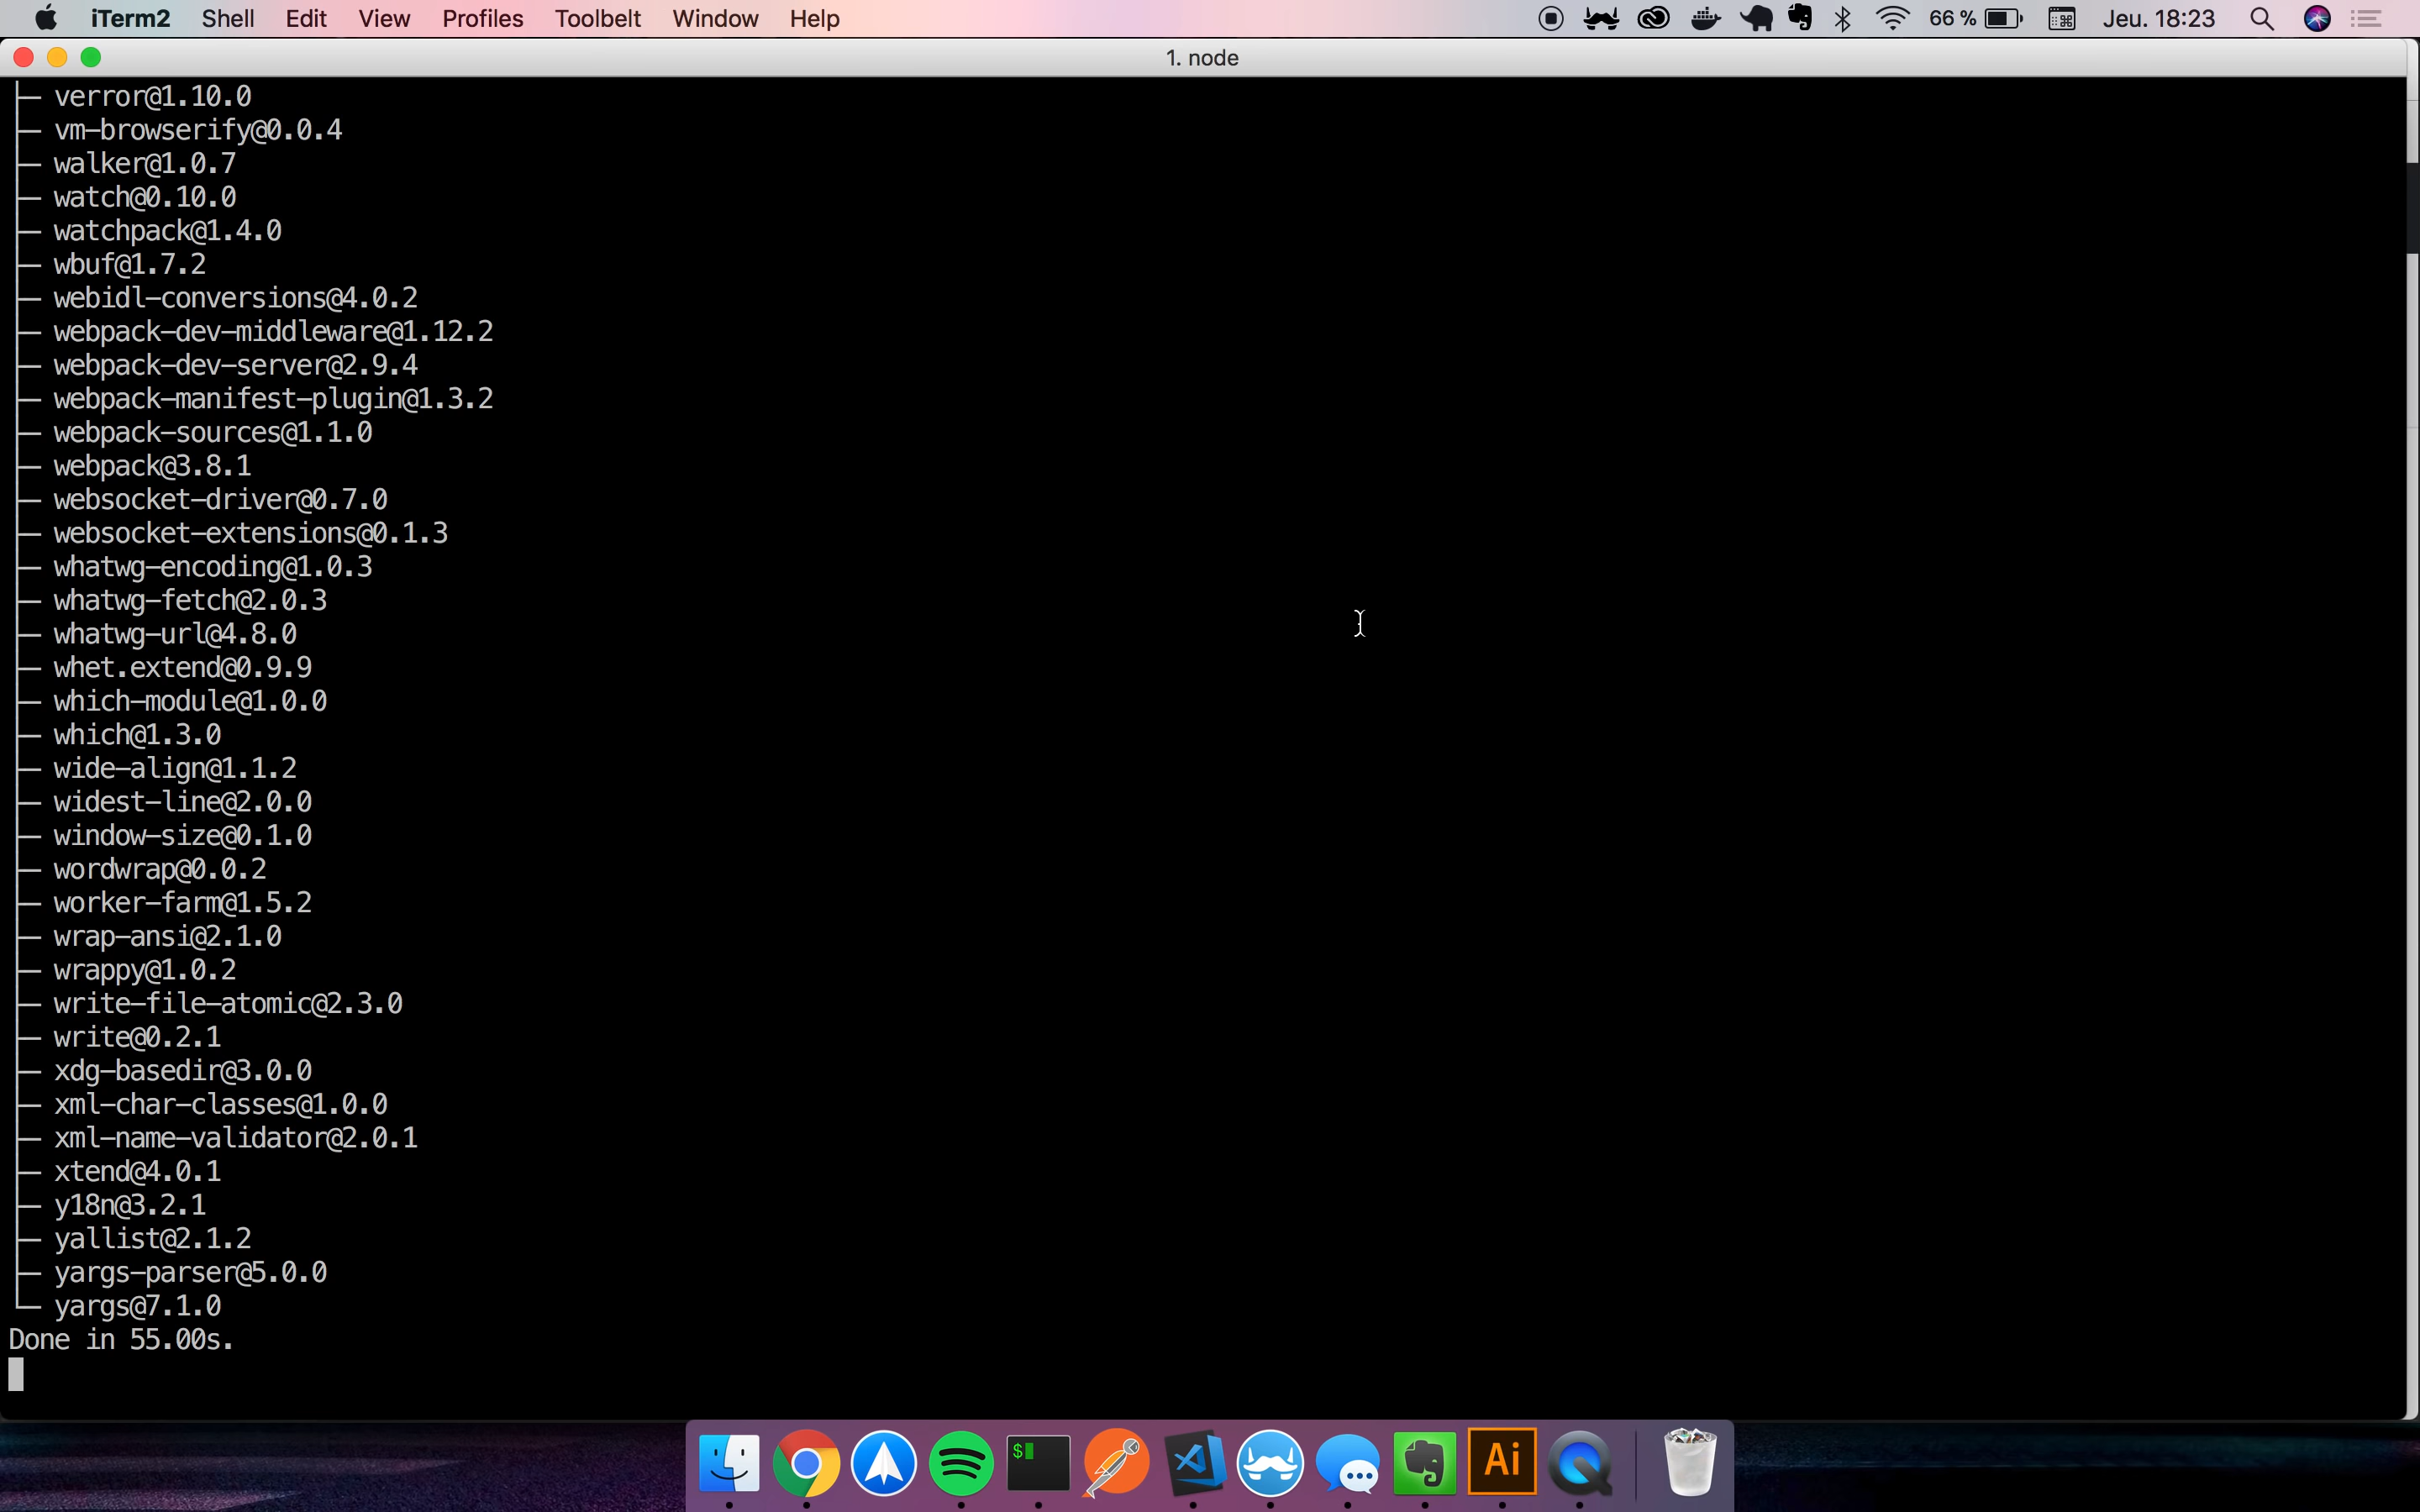 iTerm2 Shell Edit View Profiles Toolbelt Window Help 66 % Jeu. 18:23
1. node
├─ verror@1.10.0
├─ vm-browserify@0.0.4
├─ walker@1.0.7
├─ watch@0.10.0
├─ watchpack@1.4.0
├─ wbuf@1.7.2
├─ webidl-conversions@4.0.2
├─ webpack-dev-middleware@1.12.2
├─ webpack-dev-server@2.9.4
├─ webpack-manifest-plugin@1.3.2
├─ webpack-sources@1.1.0
├─ webpack@3.8.1
├─ websocket-driver@0.7.0
├─ websocket-extensions@0.1.3
├─ whatwg-encoding@1.0.3
├─ whatwg-fetch@2.0.3
├─ whatwg-url@4.8.0
├─ whet.extend@0.9.9
├─ which-module@1.0.0
├─ which@1.3.0
├─ wide-align@1.1.2
├─ widest-line@2.0.0
├─ window-size@0.1.0
├─ wordwrap@0.0.2
├─ worker-farm@1.5.2
├─ wrap-ansi@2.1.0
├─ wrappy@1.0.2
├─ write-file-atomic@2.3.0
├─ write@0.2.1
├─ xdg-basedir@3.0.0
├─ xml-char-classes@1.0.0
├─ xml-name-validator@2.0.1
├─ xtend@4.0.1
├─ y18n@3.2.1
├─ yallist@2.1.2
├─ yargs-parser@5.0.0
└─ yargs@7.1.0
Done in 55.00s.
$ Ai